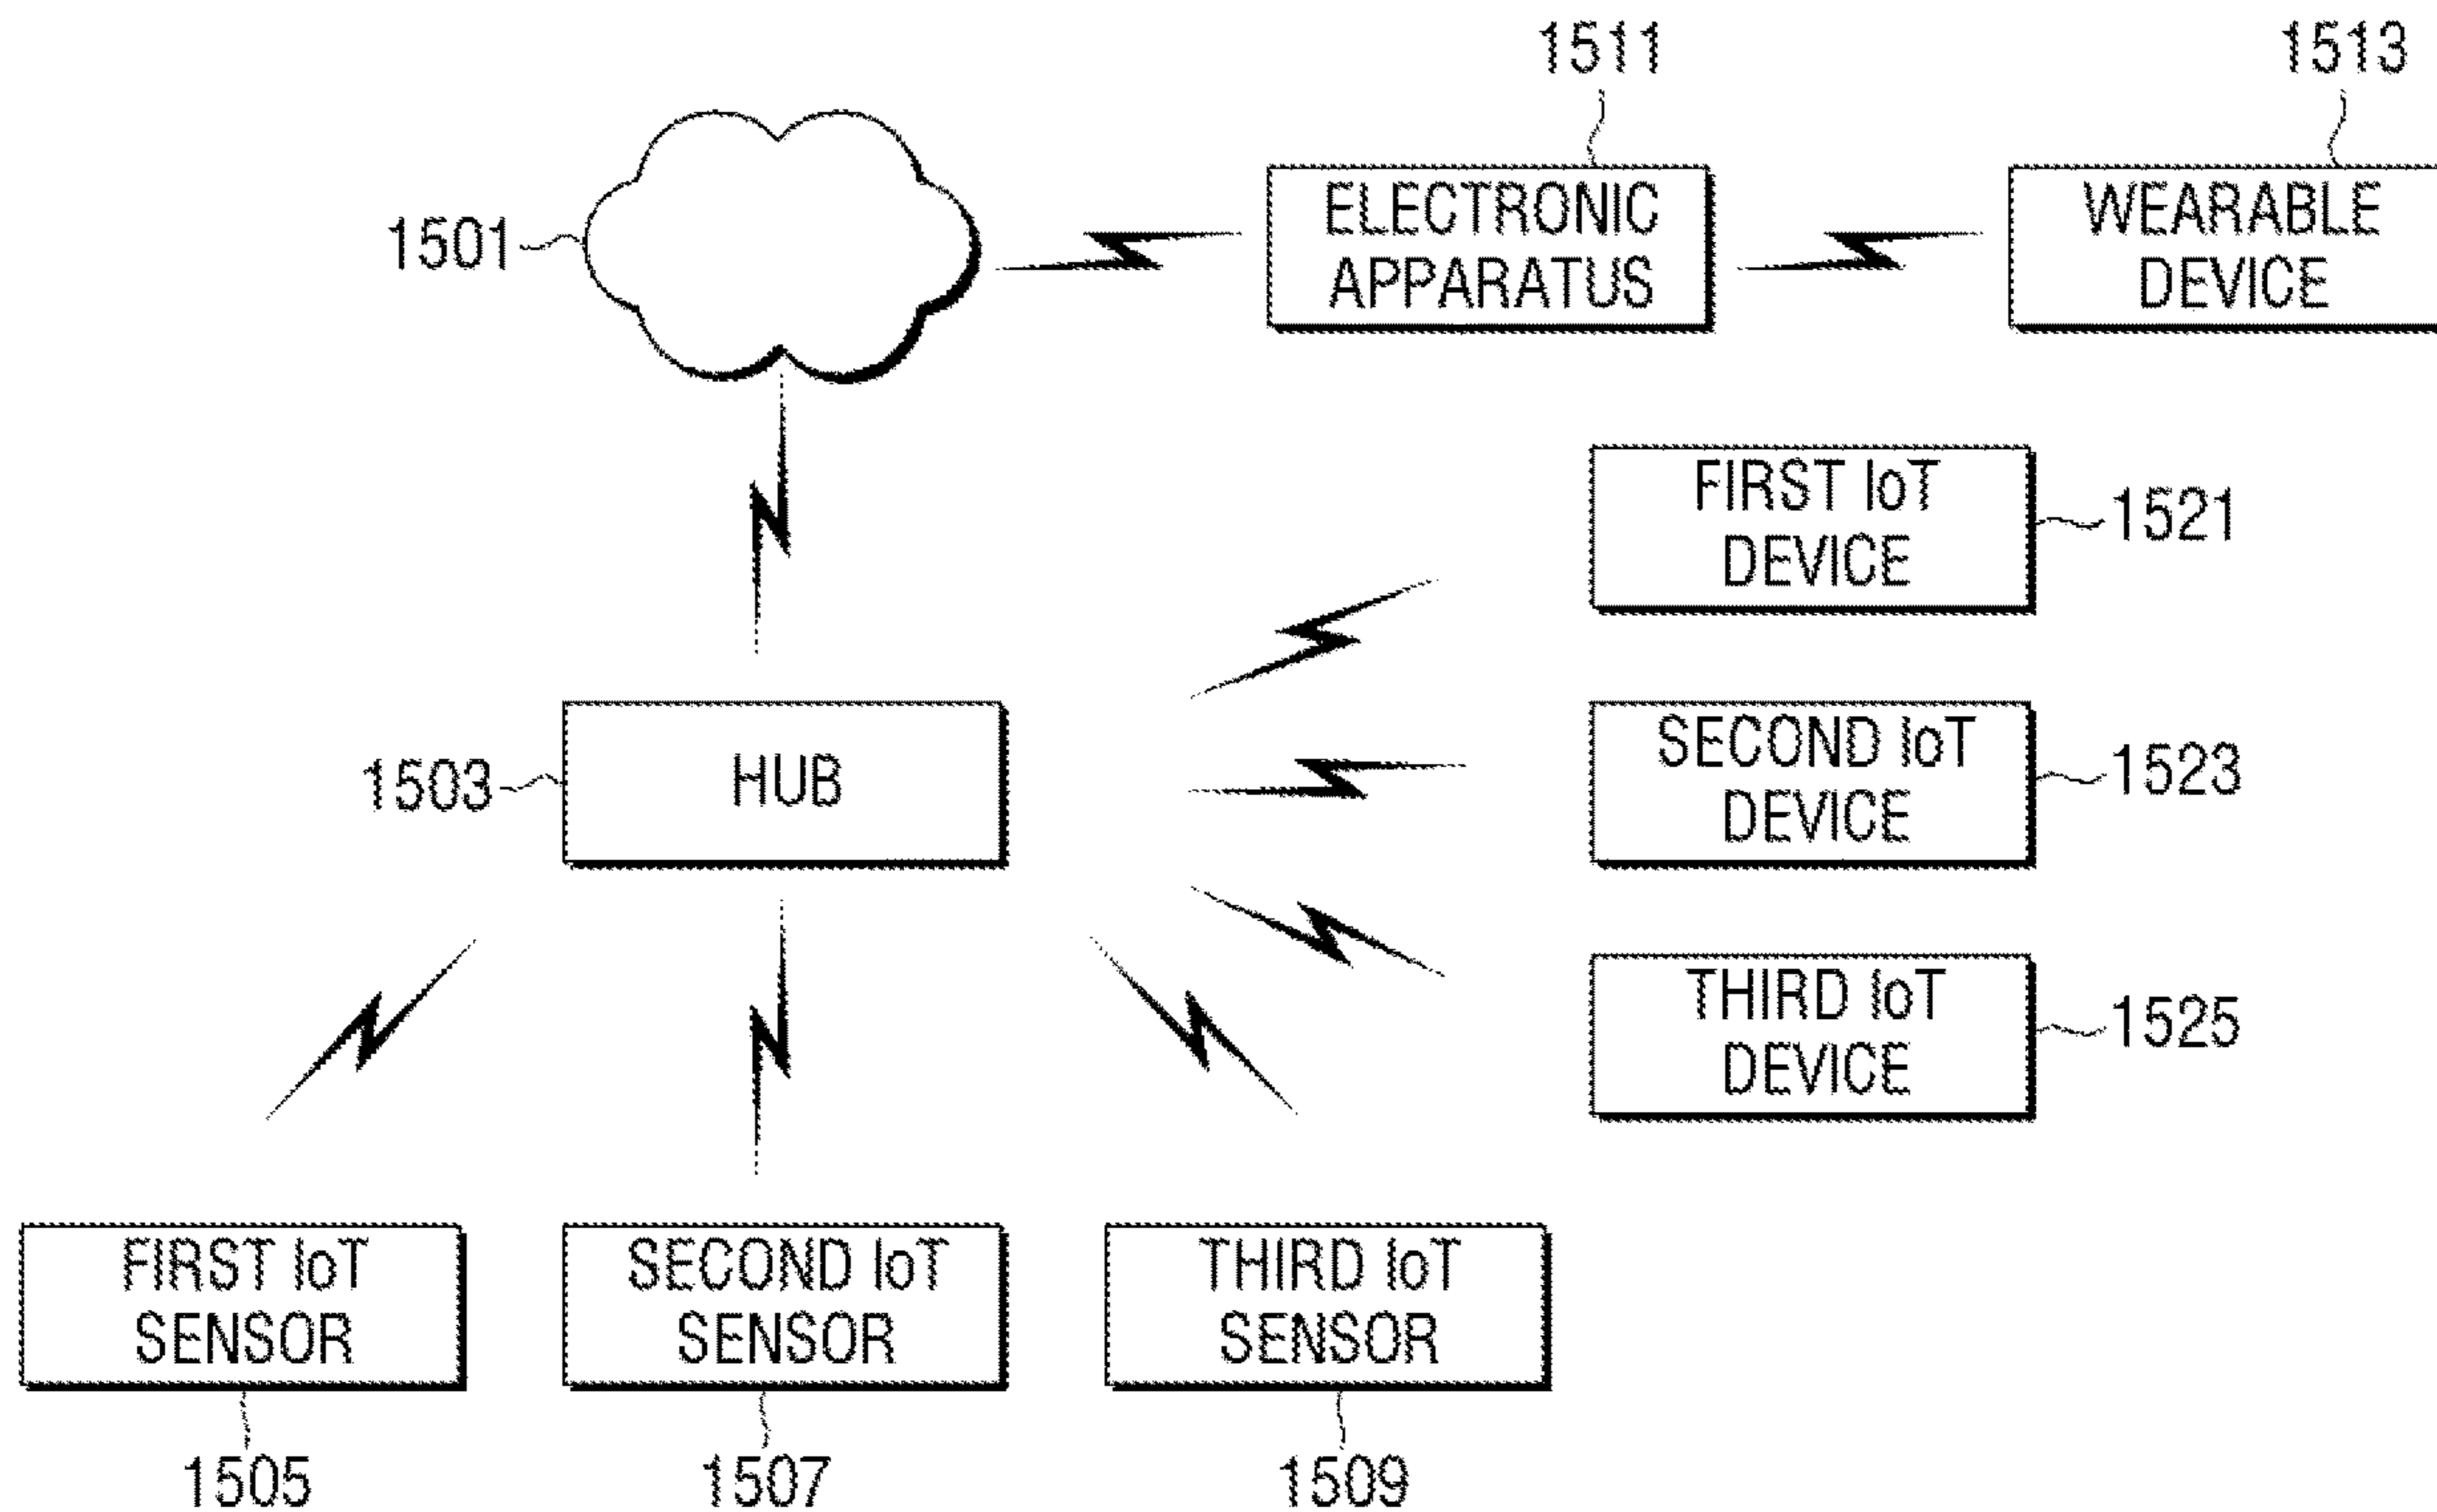 1511
1513
1501
ELECTRONIC
APPARATUS
WEARABLE
DEVICE
FIRST IoT
DEVICE
1521
1503
HUB
SECOND IoT
DEVICE
1523
THIRD IoT
DEVICE
1525
FIRST IoT
SENSOR
SECOND IoT
SENSOR
THIRD IoT
SENSOR
1505
1507
1509